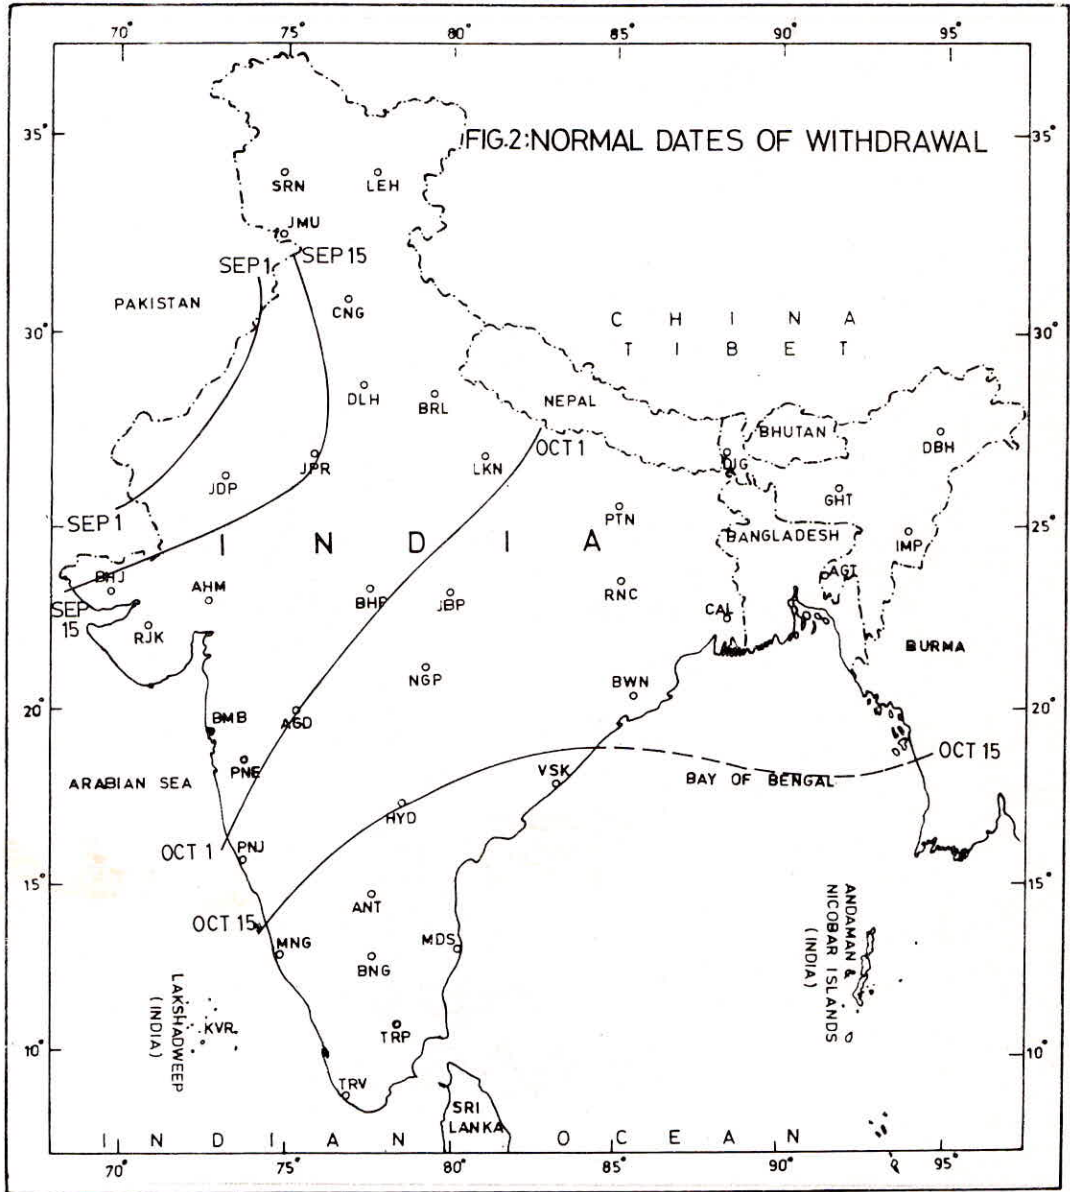 70° 75° 80° 85° 90° 95°
35° 35°
FIG.2:NORMAL DATES OF WITHDRAWAL
SRN LEH
JMU
SEP 1 SEP 15
PAKISTAN CNG
C H I N A
30° 30°
T I B E T
DLH BRL NEPAL
BHUTAN
OCT 1 DBH
JPR LKN DJG
JDP
GHT
SEP 1 PTN
25° 25°
I N D I A
BANGLADESH
IMP
BHJ AHM AGT
BHP JBP RNC
SEP CAL
15
RJK
BURMA
NGP BWN
20° 20°
BMB AGD
OCT 15
PNE VSK
ARABIAN SEA BAY OF BENGAL
HYD
OCT 1 PNJ
15° 15°
ANT
OCT 15
MNG MDS
BNG
ANDAMAN &
NICOBAR ISLANDS
(INDIA)
LAKSHADWEEP
(INDIA)
KVR
TRP
10° 10°
TRV
SRI
LANKA
I N D I A N O C E A N
70° 75° 80° 85° 90° 95°